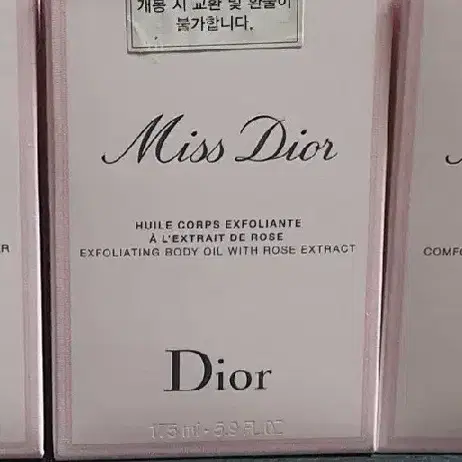 개봉 시 교환 및 환불이
불가합니다.
Miss Dior
HUILE CORPS EXFOLIANTE
À L'EXTRAIT DE ROSE
EXFOLIATING BODY OIL WITH ROSE EXTRACT
R
COMFO
Dior
175 ml - 5.9 FL.OZ